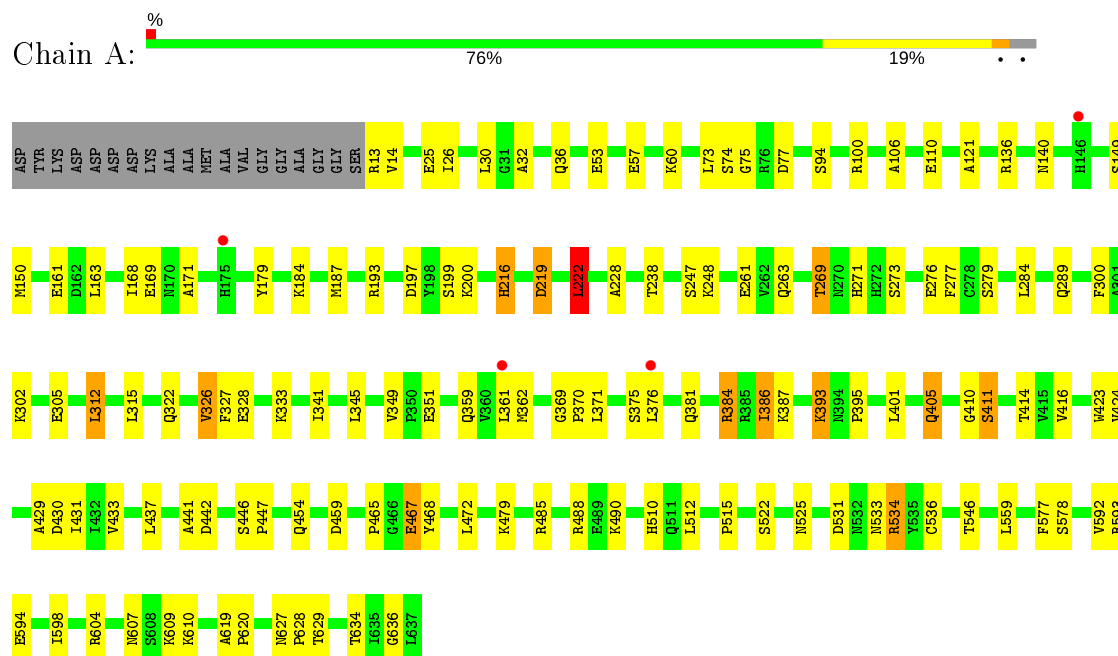 %
Chain A:
76% 19% • •
ASP TYR LYS ASP ASP ASP ASP LYS ALA ALA MET ALA VAL GLY GLY ALA GLY GLY SER R13 V14 E25 I26 L30 G31 A32 Q36 E53 E57 K60 L73 S74 G75 R76 D77 S94 R100 A106 E110 A121 R136 N140 H146 S149
M150 E161 D162 L163 I168 E169 N170 A171 H175 Y179 K184 M187 R193 D197 Y198 S199 K200 H216 D219 L222 A228 T238 S247 K248 E261 V262 Q263 T269 N270 H271 H272 S273 E276 F277 C278 S279 L284 Q289 F300 A301
K302 E305 L312 L315 Q322 V326 F327 E328 K333 I341 L345 V349 P350 E351 Q359 V360 L361 M362 G369 P370 L371 S375 L376 Q381 R384 R385 I386 K387 K393 N394 P395 L401 Q405 G410 S411 T414 V415 V416 W423
A429 D430 I431 I432 V433 L437 A441 D442 S446 P447 Q454 D459 P465 G466 E467 Y468 L472 K479 R485 R488 E489 K490 H510 Q511 L512 P515 S522 N525 D531 N532 N533 R534 Y535 C536 T546 L559 F577 S578 V592
E594 I598 R604 N607 S608 K609 K610 A619 P620 N627 P628 T629 T634 I635 G636 L637